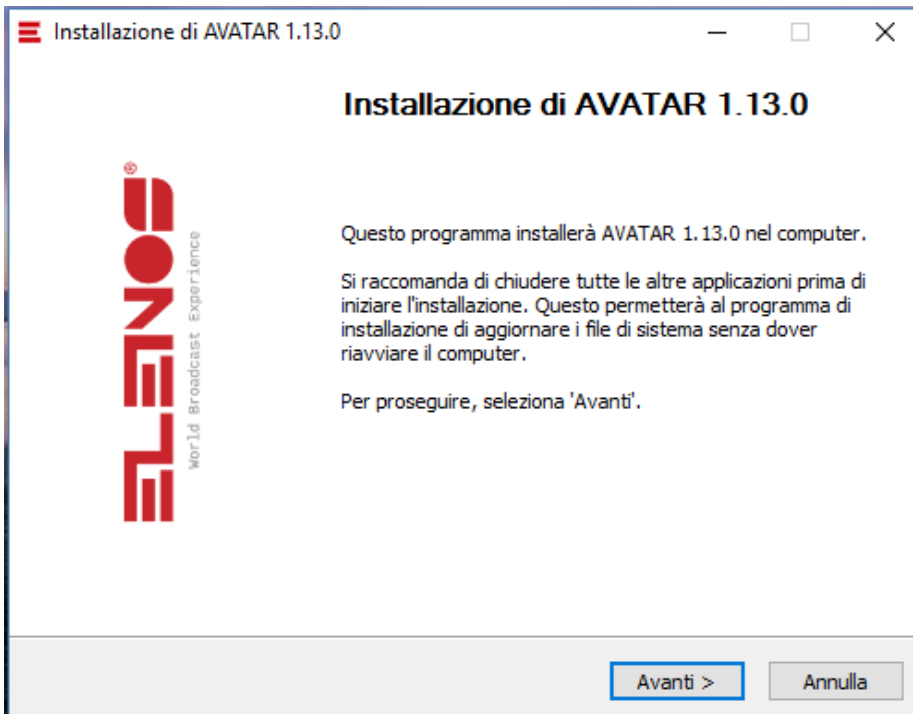 Installazione di AVATAR 1.13.0
Installazione di AVATAR 1.13.0
ELENOS®
World Broadcast Experience
Questo programma installerà AVATAR 1.13.0 nel computer.
Si raccomanda di chiudere tutte le altre applicazioni prima di
iniziare l'installazione. Questo permetterà al programma di
installazione di aggiornare i file di sistema senza dover
riavviare il computer.
Per proseguire, seleziona 'Avanti'.
Avanti >
Annulla